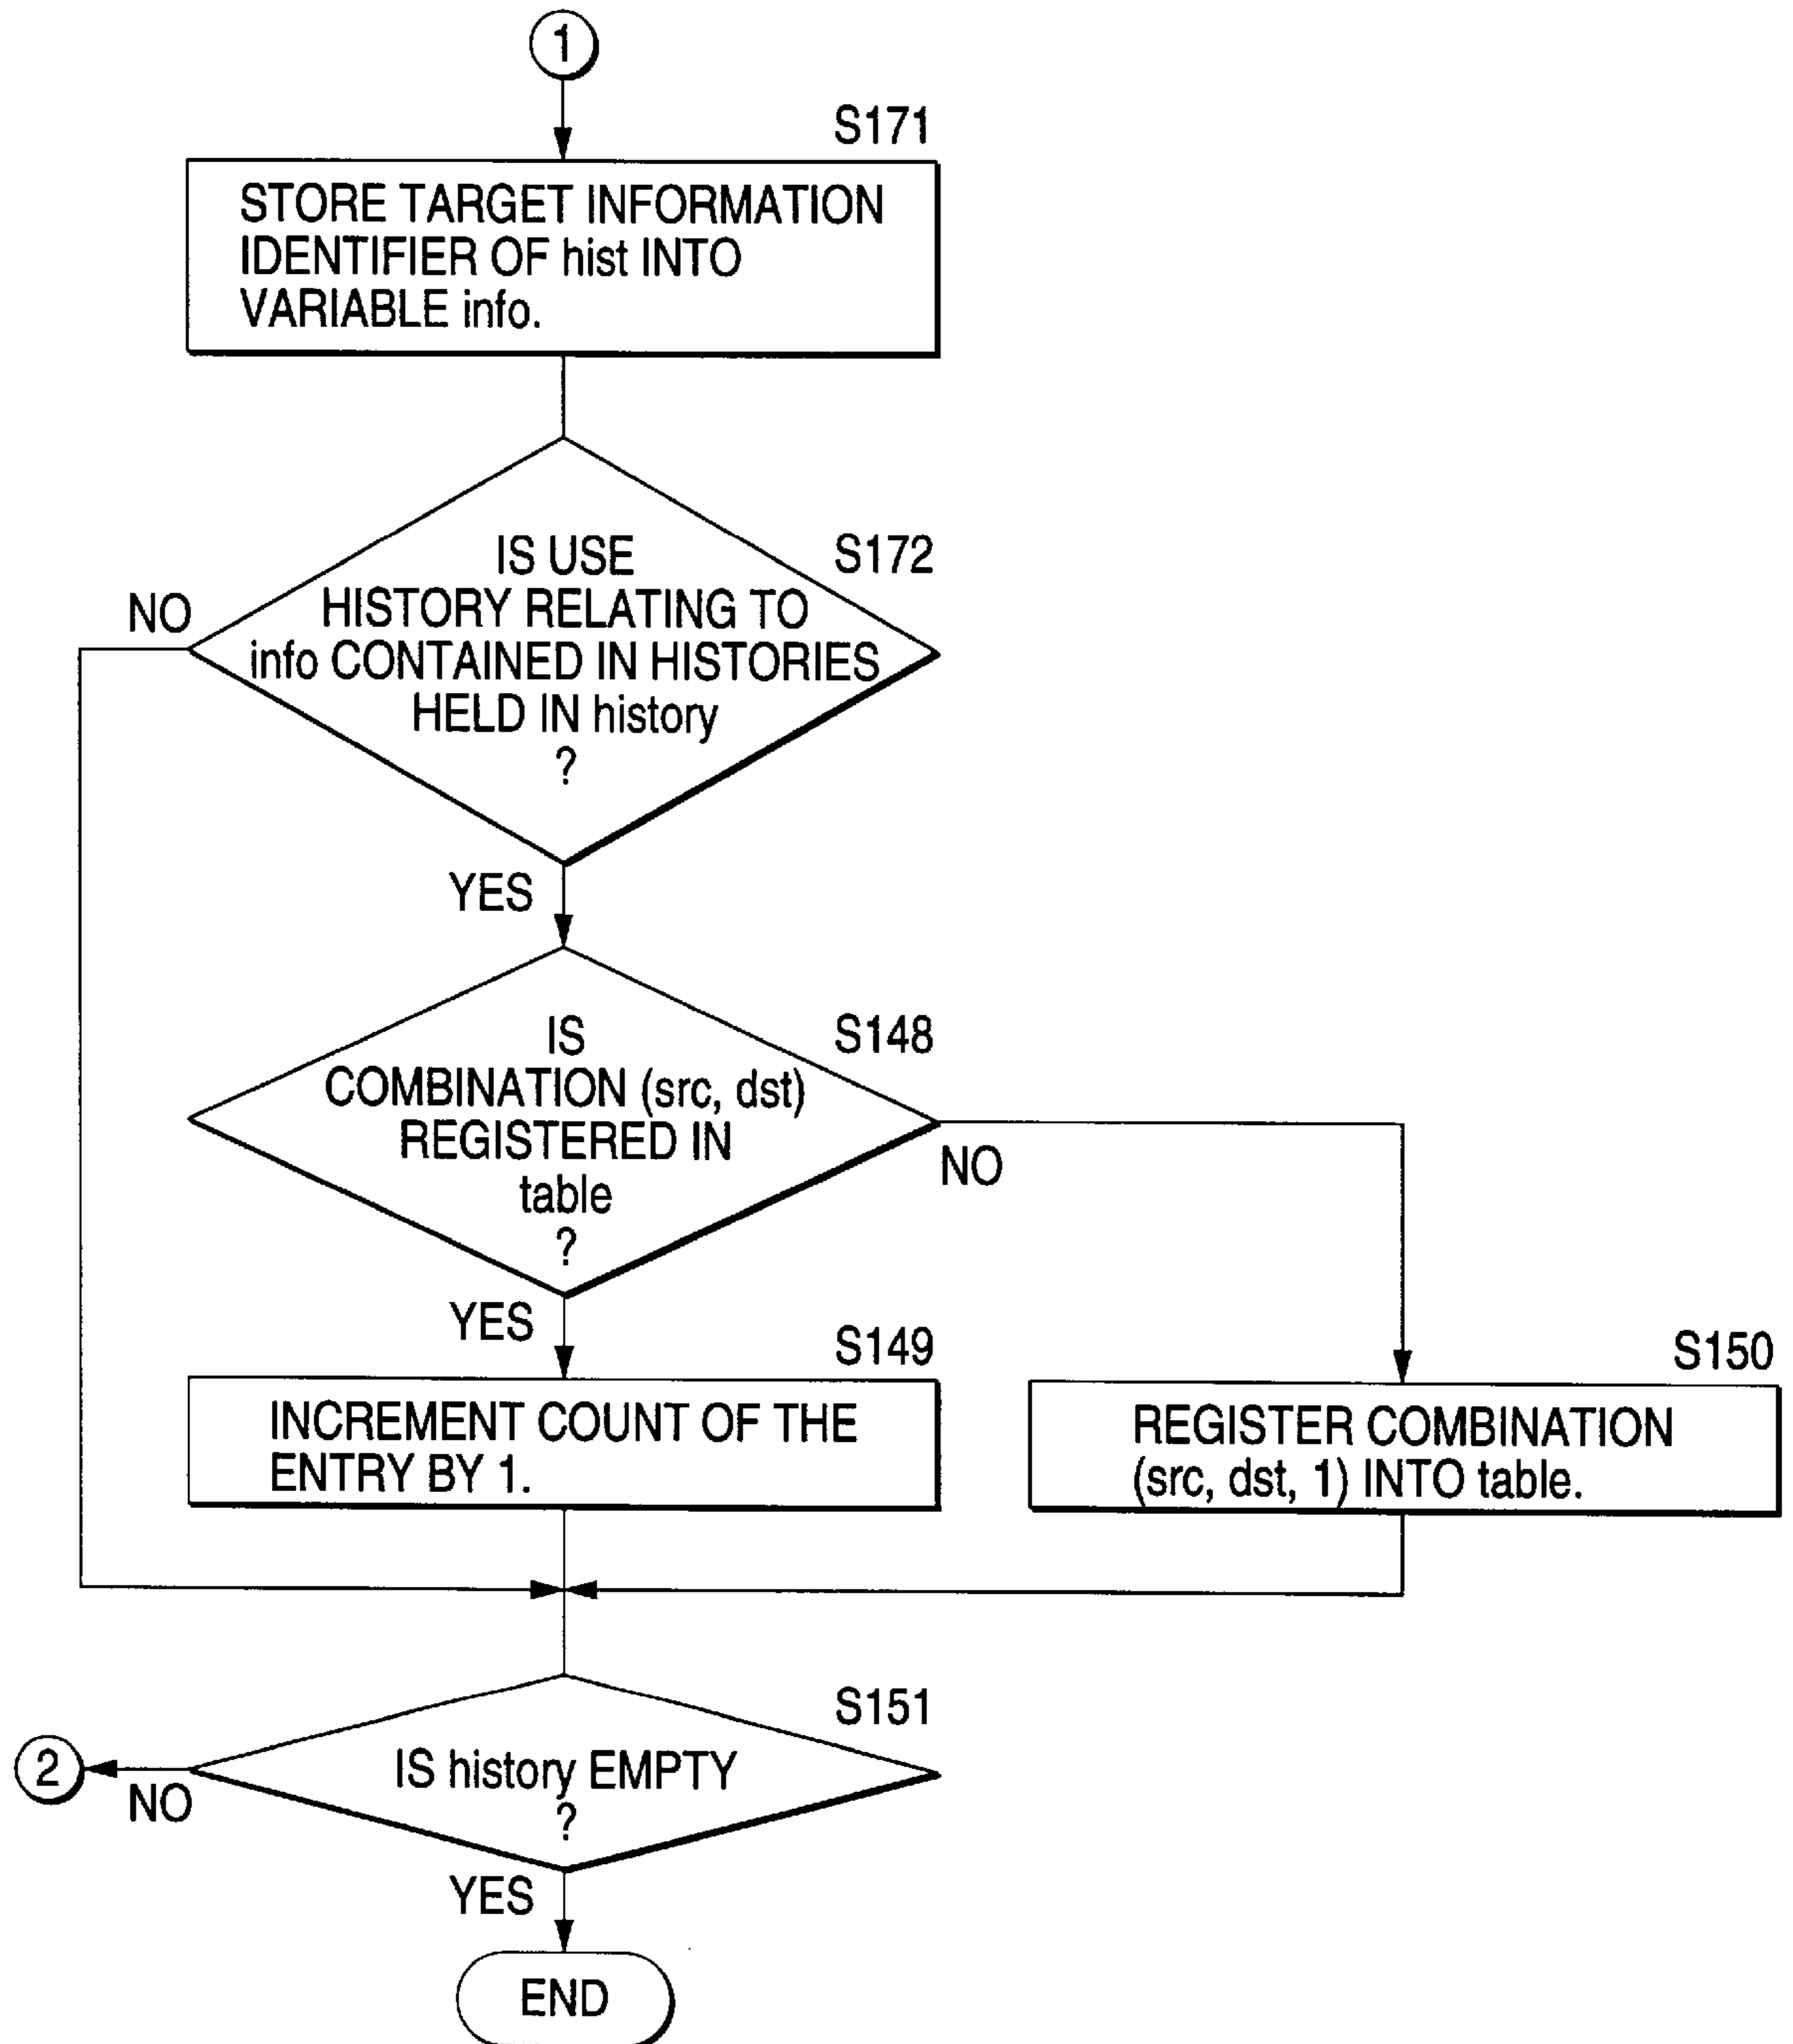 1
S171
STORE TARGET INFORMATION
IDENTIFIER OF hist INTO
VARIABLE info.
S172
IS USE
HISTORY RELATING TO
info CONTAINED IN HISTORIES
HELD IN history
?
NO
YES
S148
IS
COMBINATION (src, dst)
REGISTERED IN
table
?
NO
YES
S149
INCREMENT COUNT OF THE
ENTRY BY 1.
S150
REGISTER COMBINATION
(src, dst, 1) INTO table.
S151
IS history EMPTY
?
2
NO
YES
END